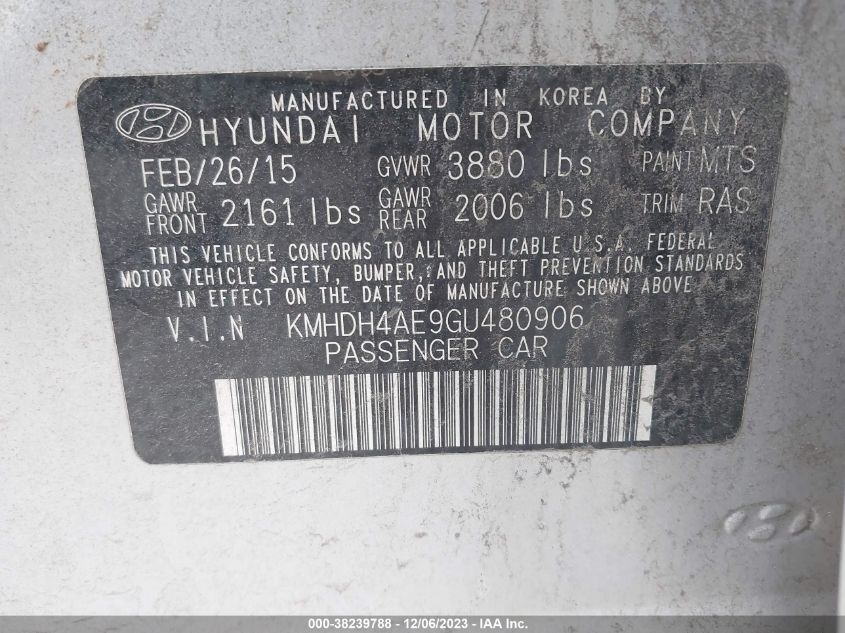 MANUFACTURED IN KOREA BY
HYUNDAI MOTOR COMPANY
FEB/26/15 GVWR 3880 lbs PAINT MTS
GAWR FRONT 2161 lbs GAWR REAR 2006 lbs TRIM RAS
THIS VEHICLE CONFORMS TO ALL APPLICABLE U.S.A. FEDERAL
MOTOR VEHICLE SAFETY, BUMPER, AND THEFT PREVENTION STANDARDS
IN EFFECT ON THE DATE OF MANUFACTURE SHOWN ABOVE
V.I.N KMHDH4AE9GU480906
PASSENGER CAR
000-38239788 - 12/06/2023 - IAA Inc.